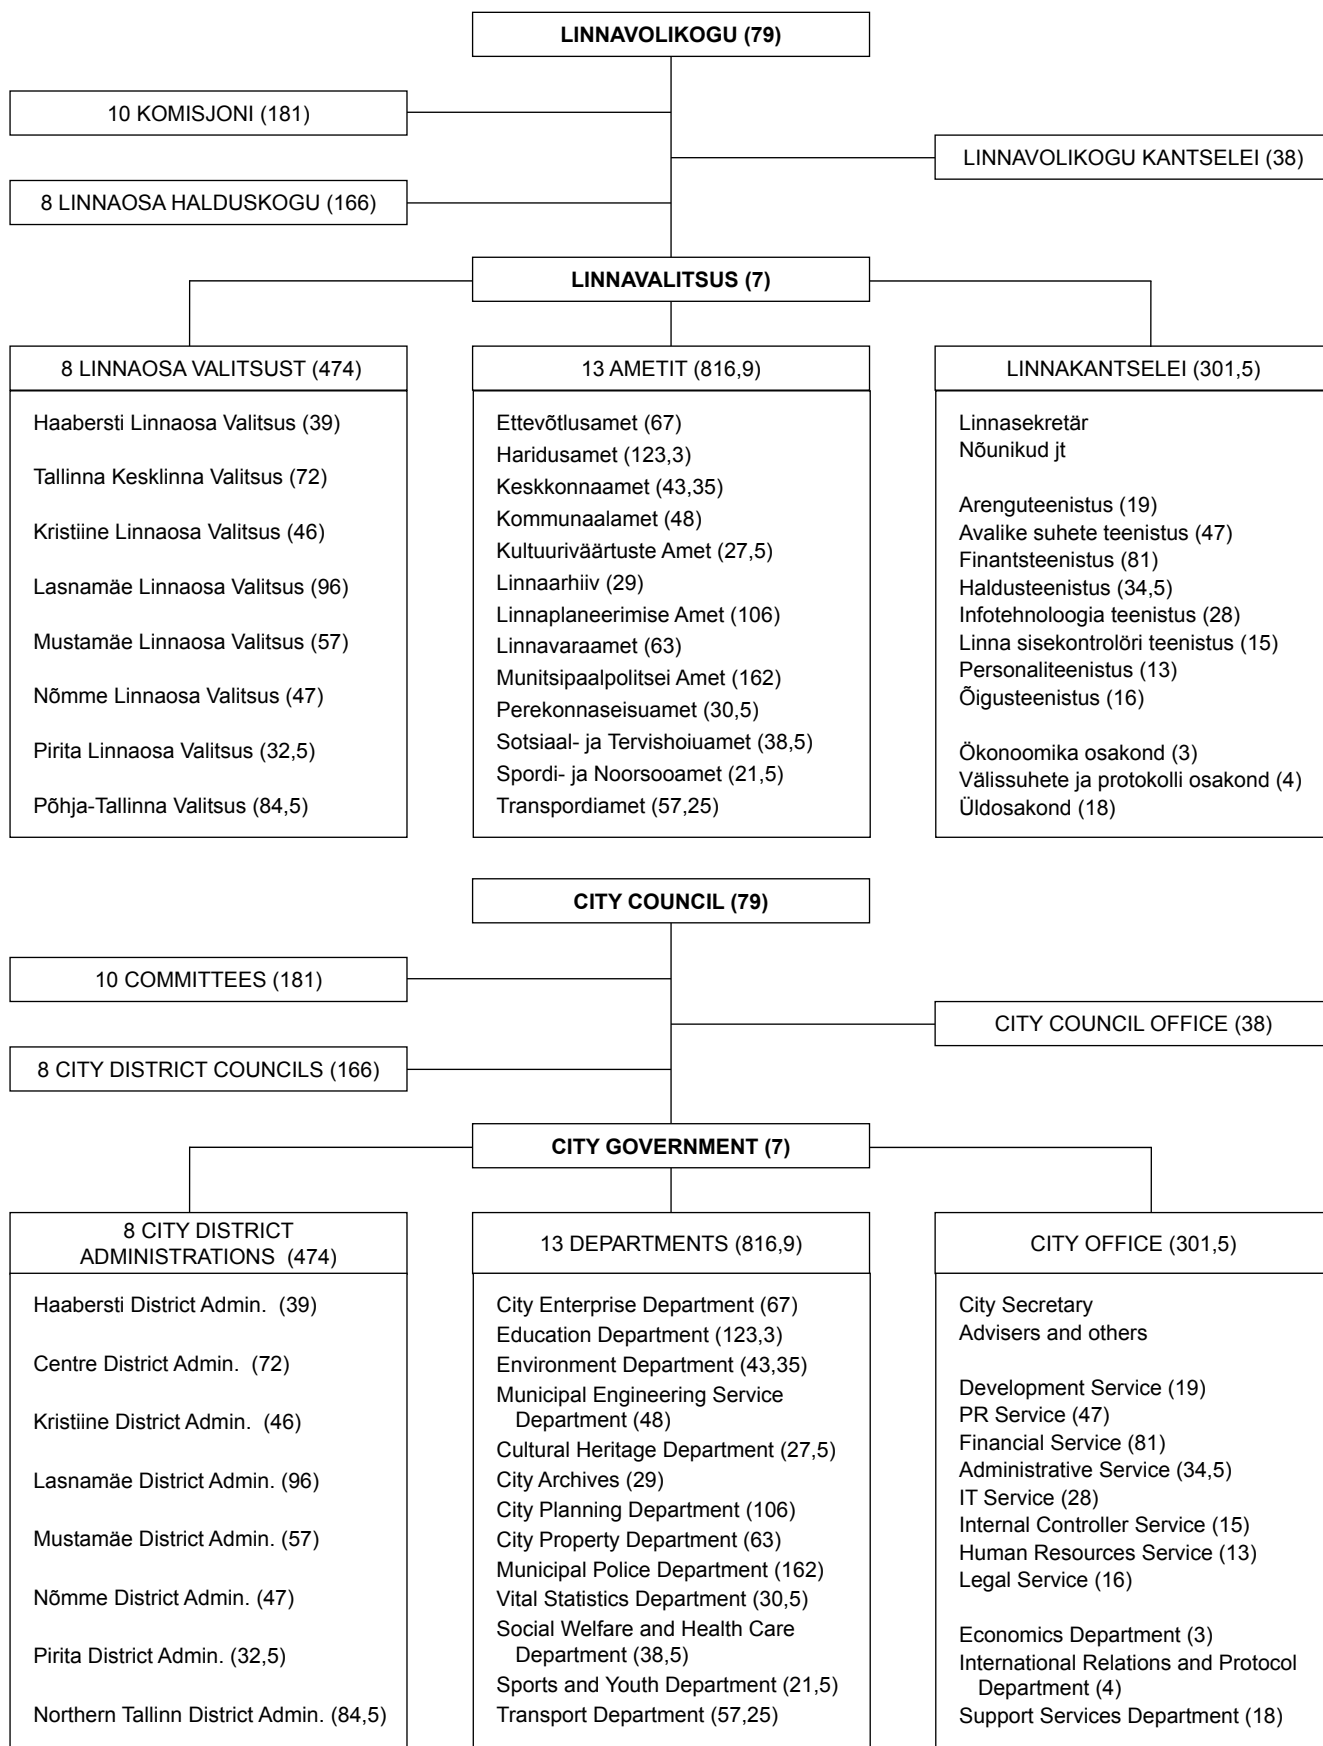 LINNAVOLIKOGU (79)
10 KOMISJONI (181)
LINNAVOLIKOGU KANTSELEI (38)
8 LINNAOSA HALDUSKOGU (166)
LINNAVALITSUS (7)
8 LINNAOSA VALITSUST (474)
Haabersti Linnaosa Valitsus (39)
Tallinna Kesklinna Valitsus (72)
Kristiine Linnaosa Valitsus (46)
Lasnamäe Linnaosa Valitsus (96)
Mustamäe Linnaosa Valitsus (57)
Nõmme Linnaosa Valitsus (47)
Pirita Linnaosa Valitsus (32,5)
Põhja-Tallinna Valitsus (84,5)
13 AMETIT (816,9)
Ettevõtlusamet (67)
Haridusamet (123,3)
Keskkonnaamet (43,35)
Kommunaalamet (48)
Kultuuriväärtuste Amet (27,5)
Linnaarhiiv (29)
Linnaplaneerimise Amet (106)
Linnavaraamet (63)
Munitsipaalpolitsei Amet (162)
Perekonnaseisuamet (30,5)
Sotsiaal- ja Tervishoiuamet (38,5)
Spordi- ja Noorsooamet (21,5)
Transpordiamet (57,25)
LINNAKANTSELEI (301,5)
Linnasekretär
Nõunikud jt
Arenguteenistus (19)
Avalike suhete teenistus (47)
Finantsteenistus (81)
Haldusteenistus (34,5)
Infotehnoloogia teenistus (28)
Linna sisekontrolöri teenistus (15)
Personaliteenistus (13)
Õigusteenistus (16)
Ökonoomika osakond (3)
Välissuhete ja protokolli osakond (4)
Üldosakond (18)
CITY COUNCIL (79)
10 COMMITTEES (181)
CITY COUNCIL OFFICE (38)
8 CITY DISTRICT COUNCILS (166)
CITY GOVERNMENT (7)
8 CITY DISTRICT
ADMINISTRATIONS (474)
Haabersti District Admin. (39)
Centre District Admin. (72)
Kristiine District Admin. (46)
Lasnamäe District Admin. (96)
Mustamäe District Admin. (57)
Nõmme District Admin. (47)
Pirita District Admin. (32,5)
Northern Tallinn District Admin. (84,5)
13 DEPARTMENTS (816,9)
City Enterprise Department (67)
Education Department (123,3)
Environment Department (43,35)
Municipal Engineering Service
Department (48)
Cultural Heritage Department (27,5)
City Archives (29)
City Planning Department (106)
City Property Department (63)
Municipal Police Department (162)
Vital Statistics Department (30,5)
Social Welfare and Health Care
Department (38,5)
Sports and Youth Department (21,5)
Transport Department (57,25)
CITY OFFICE (301,5)
City Secretary
Advisers and others
Development Service (19)
PR Service (47)
Financial Service (81)
Administrative Service (34,5)
IT Service (28)
Internal Controller Service (15)
Human Resources Service (13)
Legal Service (16)
Economics Department (3)
International Relations and Protocol
Department (4)
Support Services Department (18)